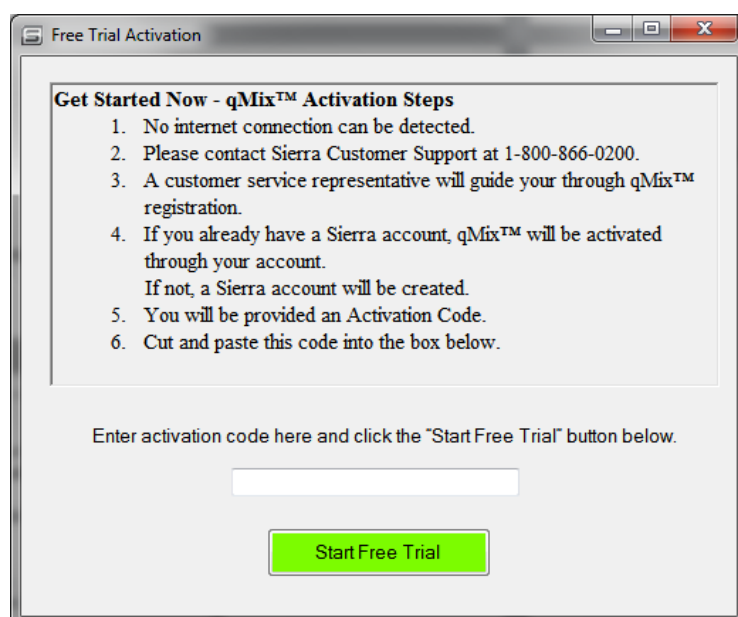 Free Trial Activation
Get Started Now - qMix™ Activation Steps
1. No internet connection can be detected.
2. Please contact Sierra Customer Support at 1-800-866-0200.
3. A customer service representative will guide your through qMix™
registration.
4. If you already have a Sierra account, qMix™ will be activated
through your account.
If not, a Sierra account will be created.
5. You will be provided an Activation Code.
6. Cut and paste this code into the box below.
Enter activation code here and click the "Start Free Trial" button below.
Start Free Trial